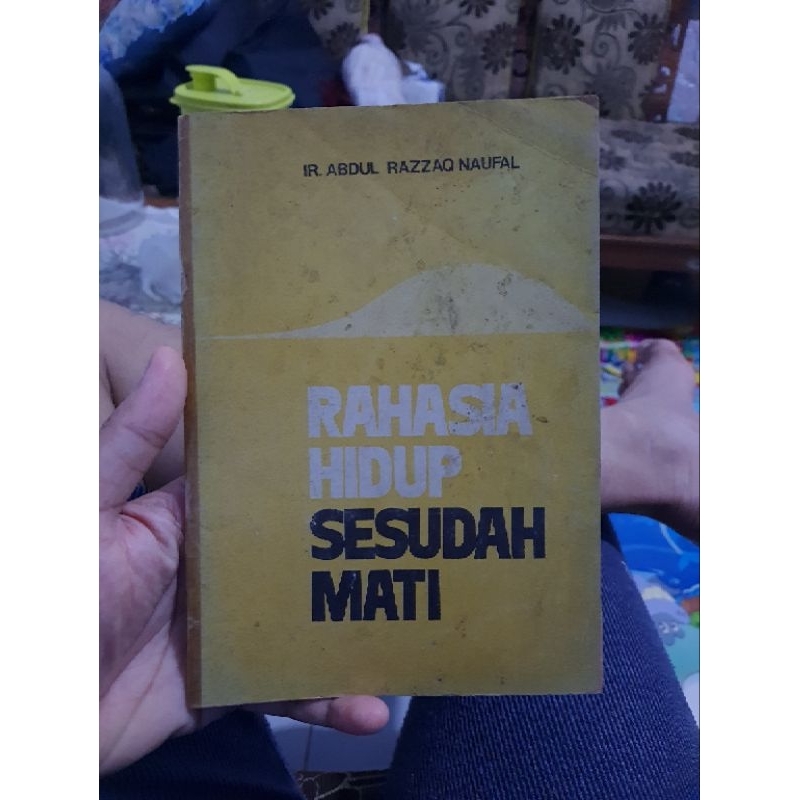 IR. ABDUL RAZZAQ NAUFAL
RAHASIA
HIDUP
SESUDAH
MATI